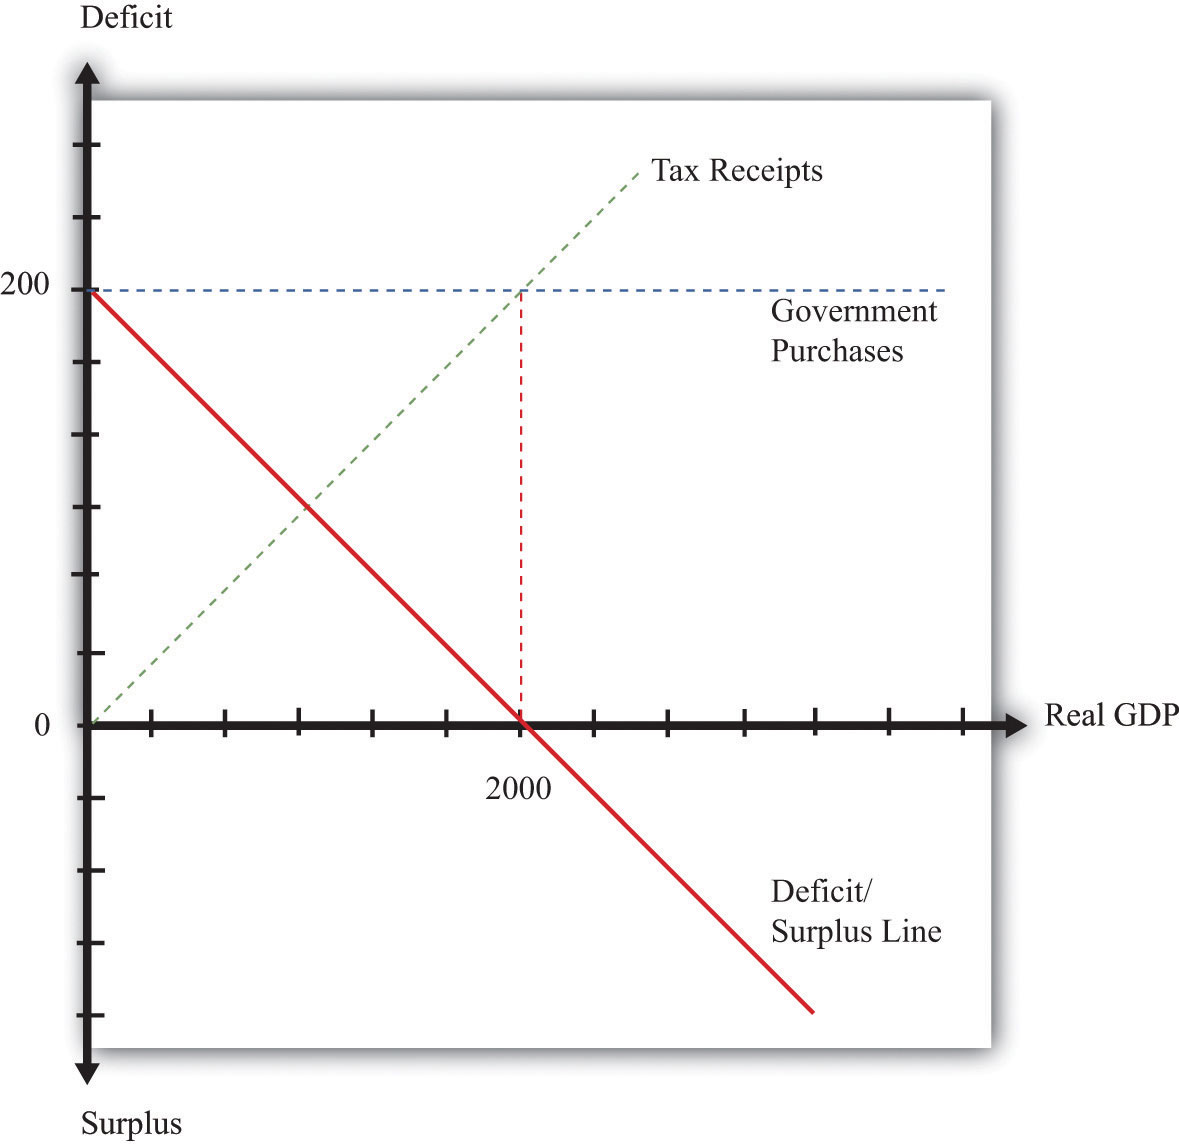 Deficit
Tax Receipts
200
Government
Purchases
0
Real GDP
2000
Deficit/
Surplus Line
Surplus